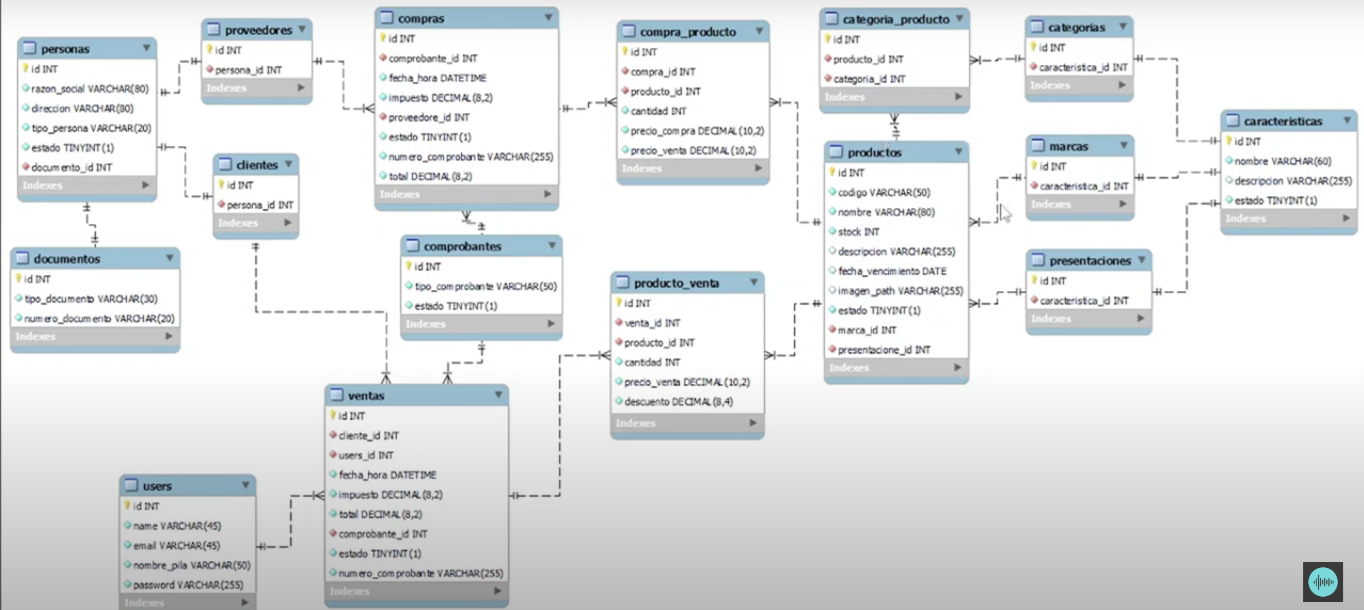 personas
id INT
razon_social VARCHAR(80)
direccion VARCHAR(80)
tipo_persona VARCHAR(20)
estado TINYINT(1)
documento_id INT
Indexes
proveedores
id INT
persona_id INT
Indexes
clientes
id INT
persona_id INT
Indexes
documentos
id INT
tipo_documento VARCHAR(30)
numero_documento VARCHAR(20)
Indexes
compras
id INT
comprobante_id INT
fecha_hora DATETIME
impuesto DECIMAL(8,2)
proveedore_id INT
estado TINYINT(1)
numero_comprobante VARCHAR(255)
total DECIMAL(8,2)
Indexes
comprobantes
id INT
tipo_comprobante VARCHAR(50)
estado TINYINT(1)
Indexes
compra_producto
id INT
compra_id INT
producto_id INT
cantidad INT
precio_compra DECIMAL(10,2)
precio_venta DECIMAL(10,2)
Indexes
categoria_producto
id INT
producto_id INT
categoria_id INT
Indexes
categorias
id INT
caracteristica_id INT
Indexes
marcas
id INT
caracteristica_id INT
Indexes
presentaciones
id INT
caracteristica_id INT
Indexes
caracteristicas
id INT
nombre VARCHAR(60)
descripcion VARCHAR(255)
estado TINYINT(1)
Indexes
productos
id INT
codigo VARCHAR(50)
nombre VARCHAR(80)
stock INT
descripcion VARCHAR(255)
fecha_vencimiento DATE
imagen_path VARCHAR(255)
estado TINYINT(1)
marca_id INT
presentacione_id INT
Indexes
producto_venta
id INT
venta_id INT
producto_id INT
cantidad INT
precio_venta DECIMAL(10,2)
descuento DECIMAL(8,4)
Indexes
ventas
id INT
cliente_id INT
users_id INT
fecha_hora DATETIME
impuesto DECIMAL(8,2)
total DECIMAL(8,2)
comprobante_id INT
estado TINYINT(1)
numero_comprobante VARCHAR(255)
Indexes
users
id INT
name VARCHAR(45)
email VARCHAR(45)
nombre_pila VARCHAR(50)
password VARCHAR(255)
Indexes